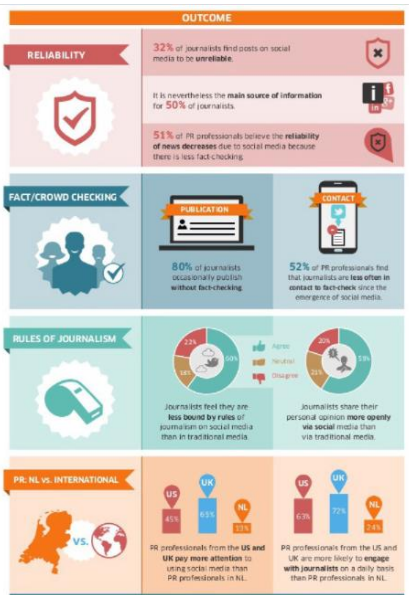 OUTCOME
RELIABILITY
32% of journalists find posts on social
media to be unreliable.
It is nevertheless the main source of information
for 50% of journalists.
i
f
in
g+
51% of PR professionals believe the reliability
of news decreases due to social media because
there is less fact-checking.
FACT/CROWD CHECKING
PUBLICATION
80% of journalists
occasionally publish
without fact-checking.
CONTACT
52% of PR professionals find
that journalists are less often in
contact to fact-check since the
emergence of social media.
RULES OF JOURNALISM
22%
18%
60%
Agree
Neutral
Disagree
20%
21%
59%
Journalists feel they are
less bound by rules of
journalism on social media
than in traditional media.
Journalists share their
personal opinion more openly
via social media than
via traditional media.
PR: NL vs. INTERNATIONAL
VS.
US
45%
UK
65%
NL
PR professionals from the US and
UK pay more attention to
using social media than
PR professionals in NL.
US
63%
UK
72%
NL
24%
PR professionals from the US and
UK are more likely to engage
with journalists on a daily basis
than PR professionals in NL.